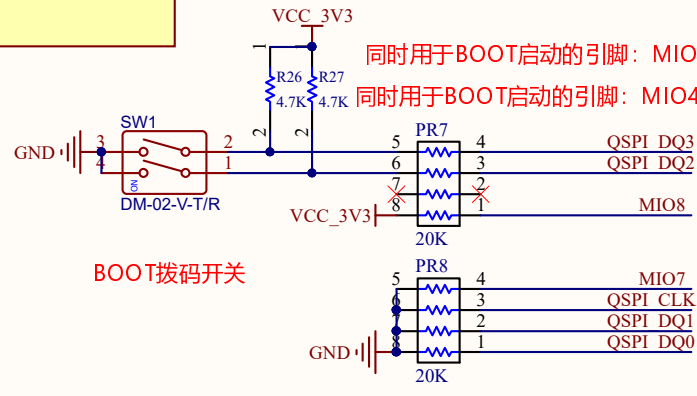 VCC_3V3
1
1
同时用于BOOT启动的引脚：MIO
R26
R27
4.7K
4.7K
同时用于BOOT启动的引脚：MIO4
2
2
SW1
PR7
GND
3
2
5
4
QSPI_DQ3
4
1
6
3
QSPI_DQ2
ON
7
2
DM-02-V-T/R
VCC_3V3
8
1
MIO8
20K
BOOT拨码开关
PR8
5
4
MIO7
6
3
QSPI_CLK
7
2
QSPI_DQ1
GND
8
1
QSPI_DQ0
20K